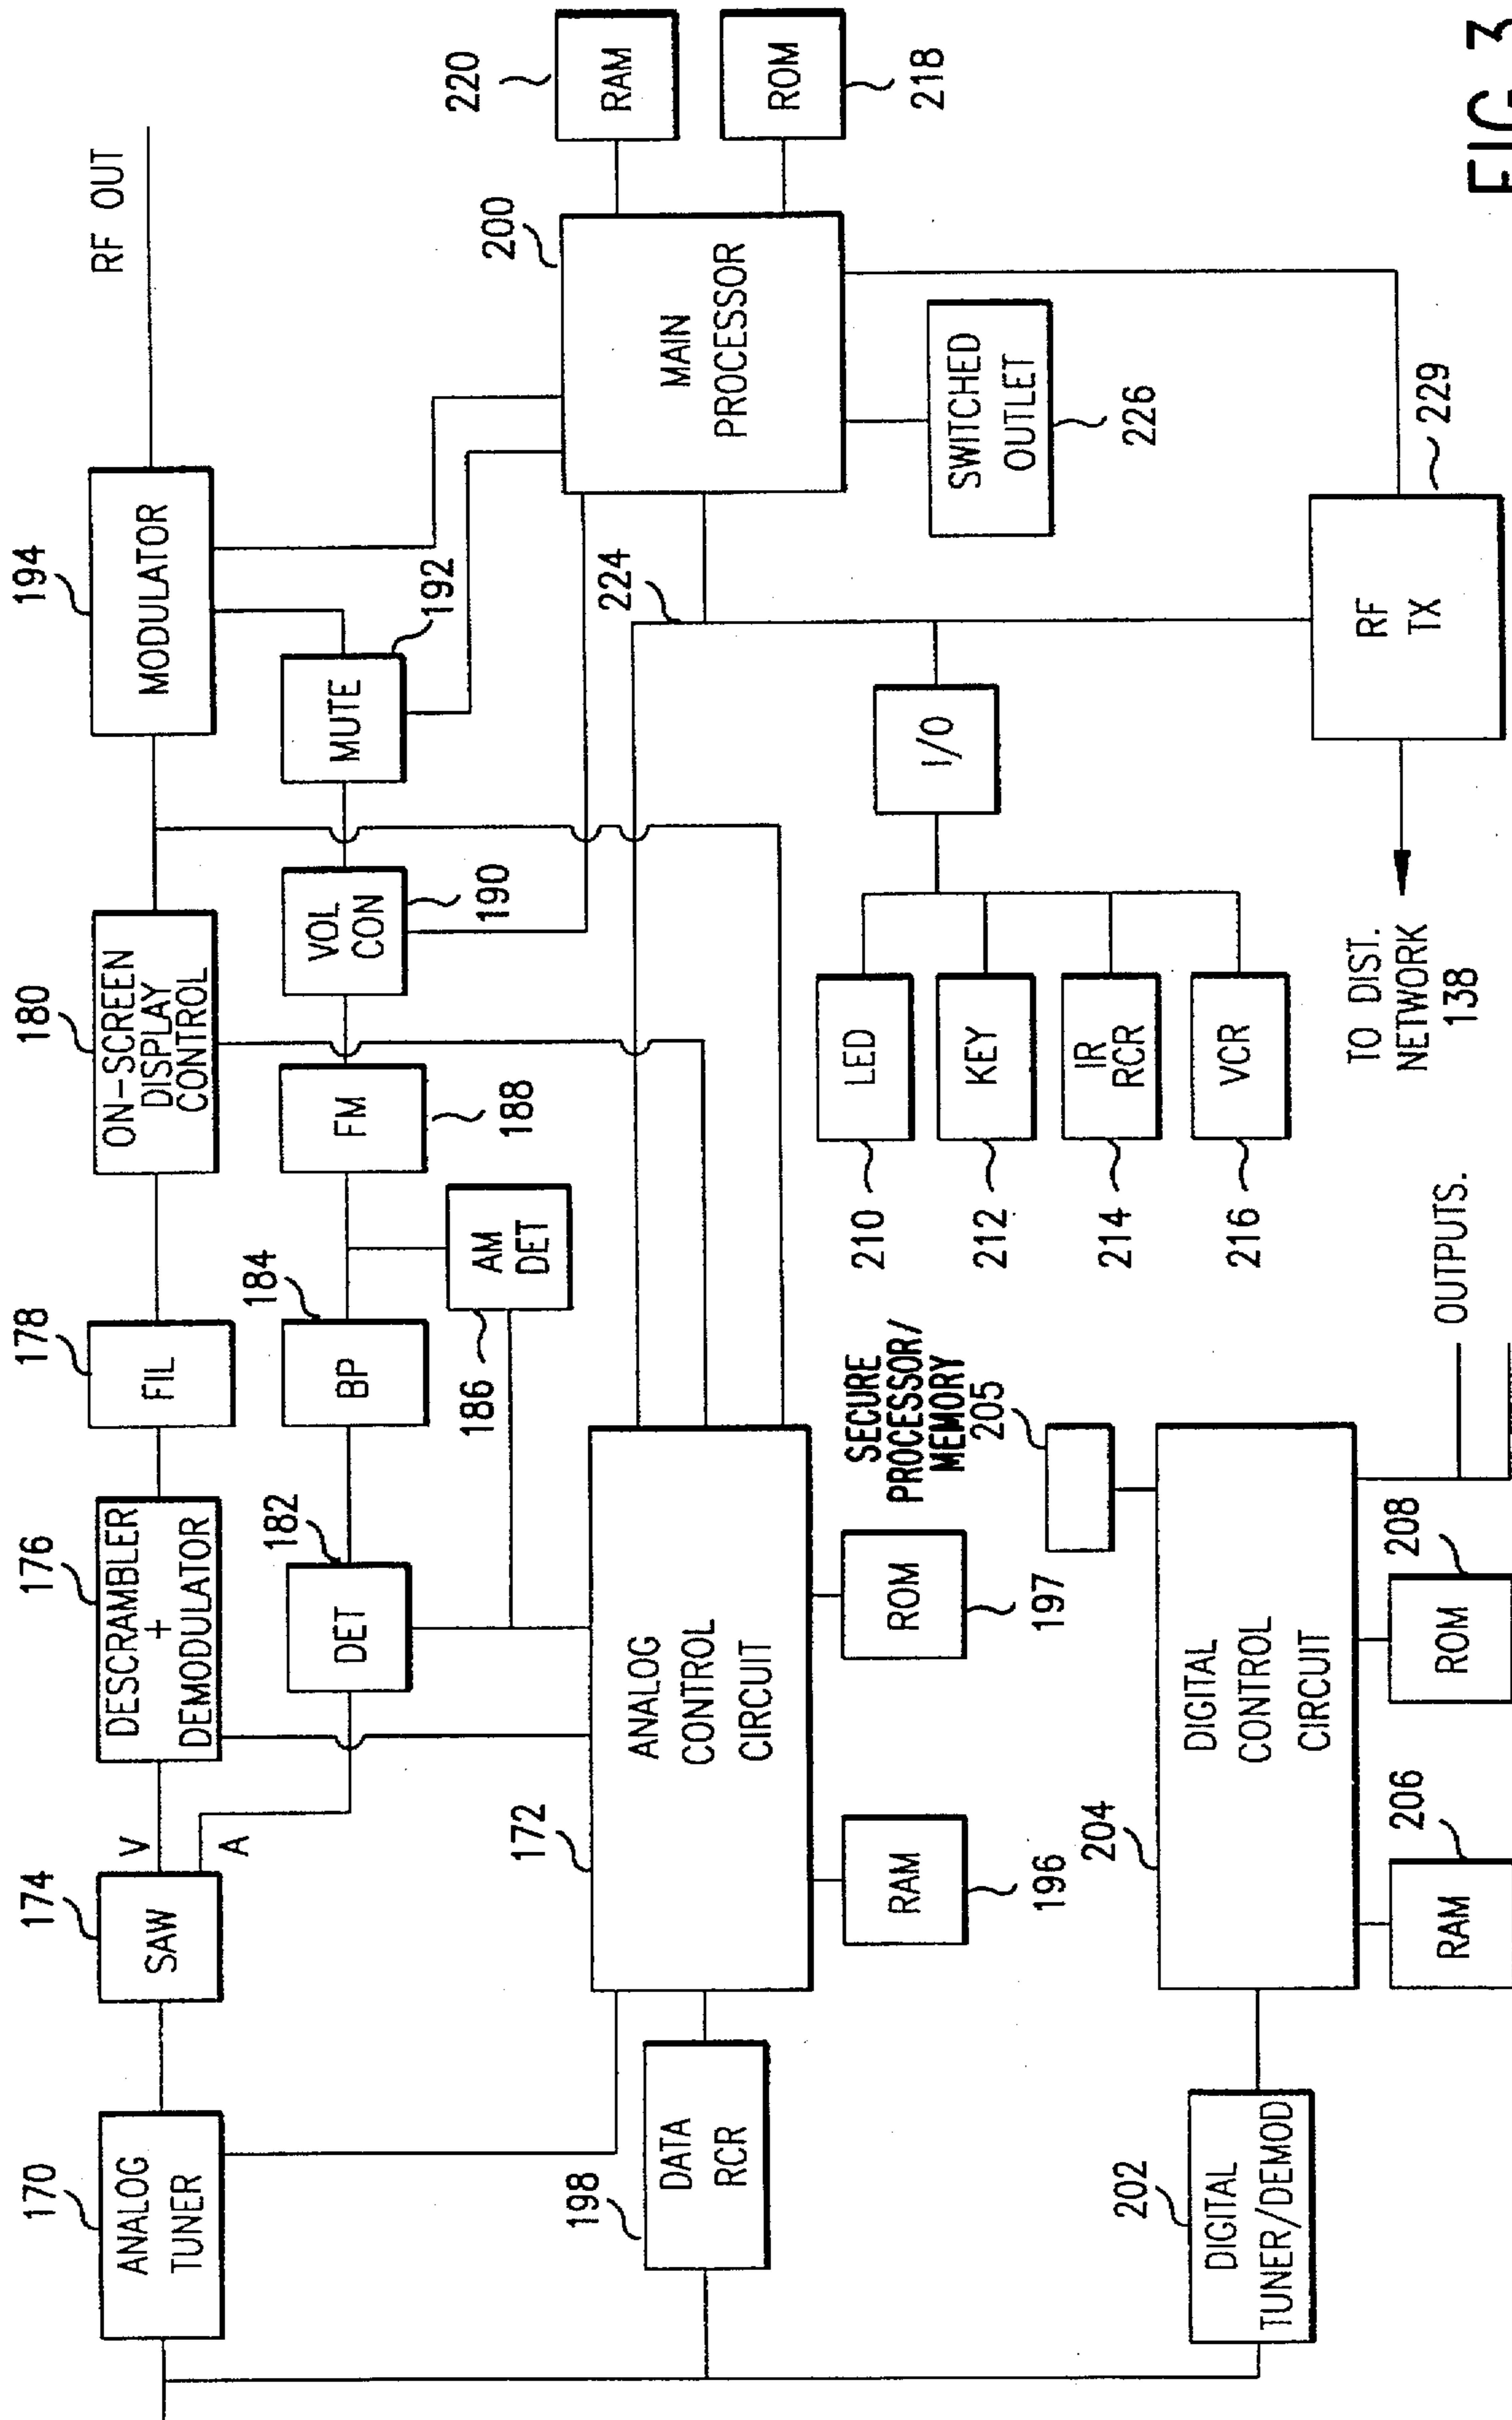 170
ANALOG
TUNER
174
SAW
V
A
176
DESCRAMBLER
+
DEMODULATOR
178
FIL
180
ON-SCREEN
DISPLAY
CONTROL
194
MODULATOR
RF OUT
182
DET
184
BP
186
AM
DET
FM
188
VOL
CON
190
MUTE
192
198
DATA
RCR
172
ANALOG
CONTROL
CIRCUIT
RAM
196
ROM
197
200
MAIN
PROCESSOR
220
RAM
ROM
218
224
SWITCHED
OUTLET
226
I/O
LED
210
KEY
212
IR
RCR
214
VCR
216
RF
TX
229
TO DIST.
NETWORK
138
202
DIGITAL
TUNER/DEMOD
204
DIGITAL
CONTROL
CIRCUIT
SECURE
PROCESSOR/
MEMORY
205
206
RAM
208
ROM
OUTPUTS.